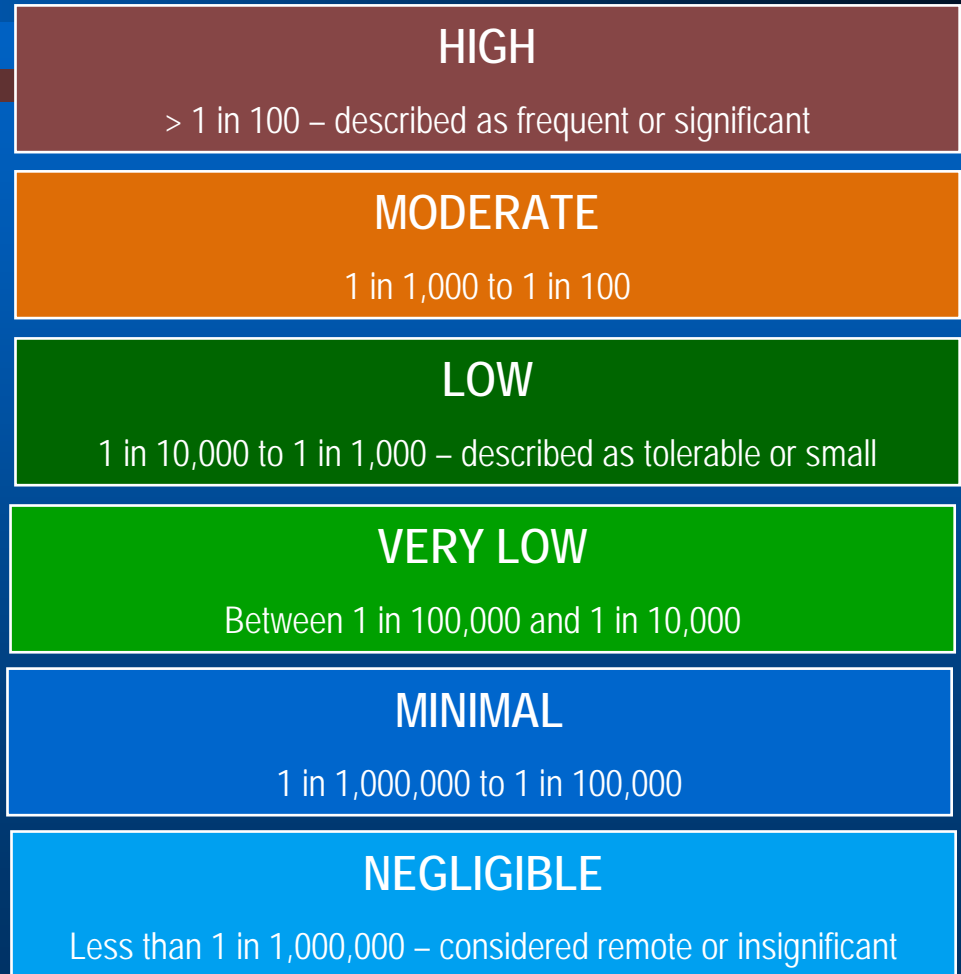 HIGH
> 1 in 100 – described as frequent or significant
MODERATE
1 in 1,000 to 1 in 100
LOW
1 in 10,000 to 1 in 1,000 – described as tolerable or small
VERY LOW
Between 1 in 100,000 and 1 in 10,000
MINIMAL
1 in 1,000,000 to 1 in 100,000
NEGLIGIBLE
Less than 1 in 1,000,000 – considered remote or insignificant